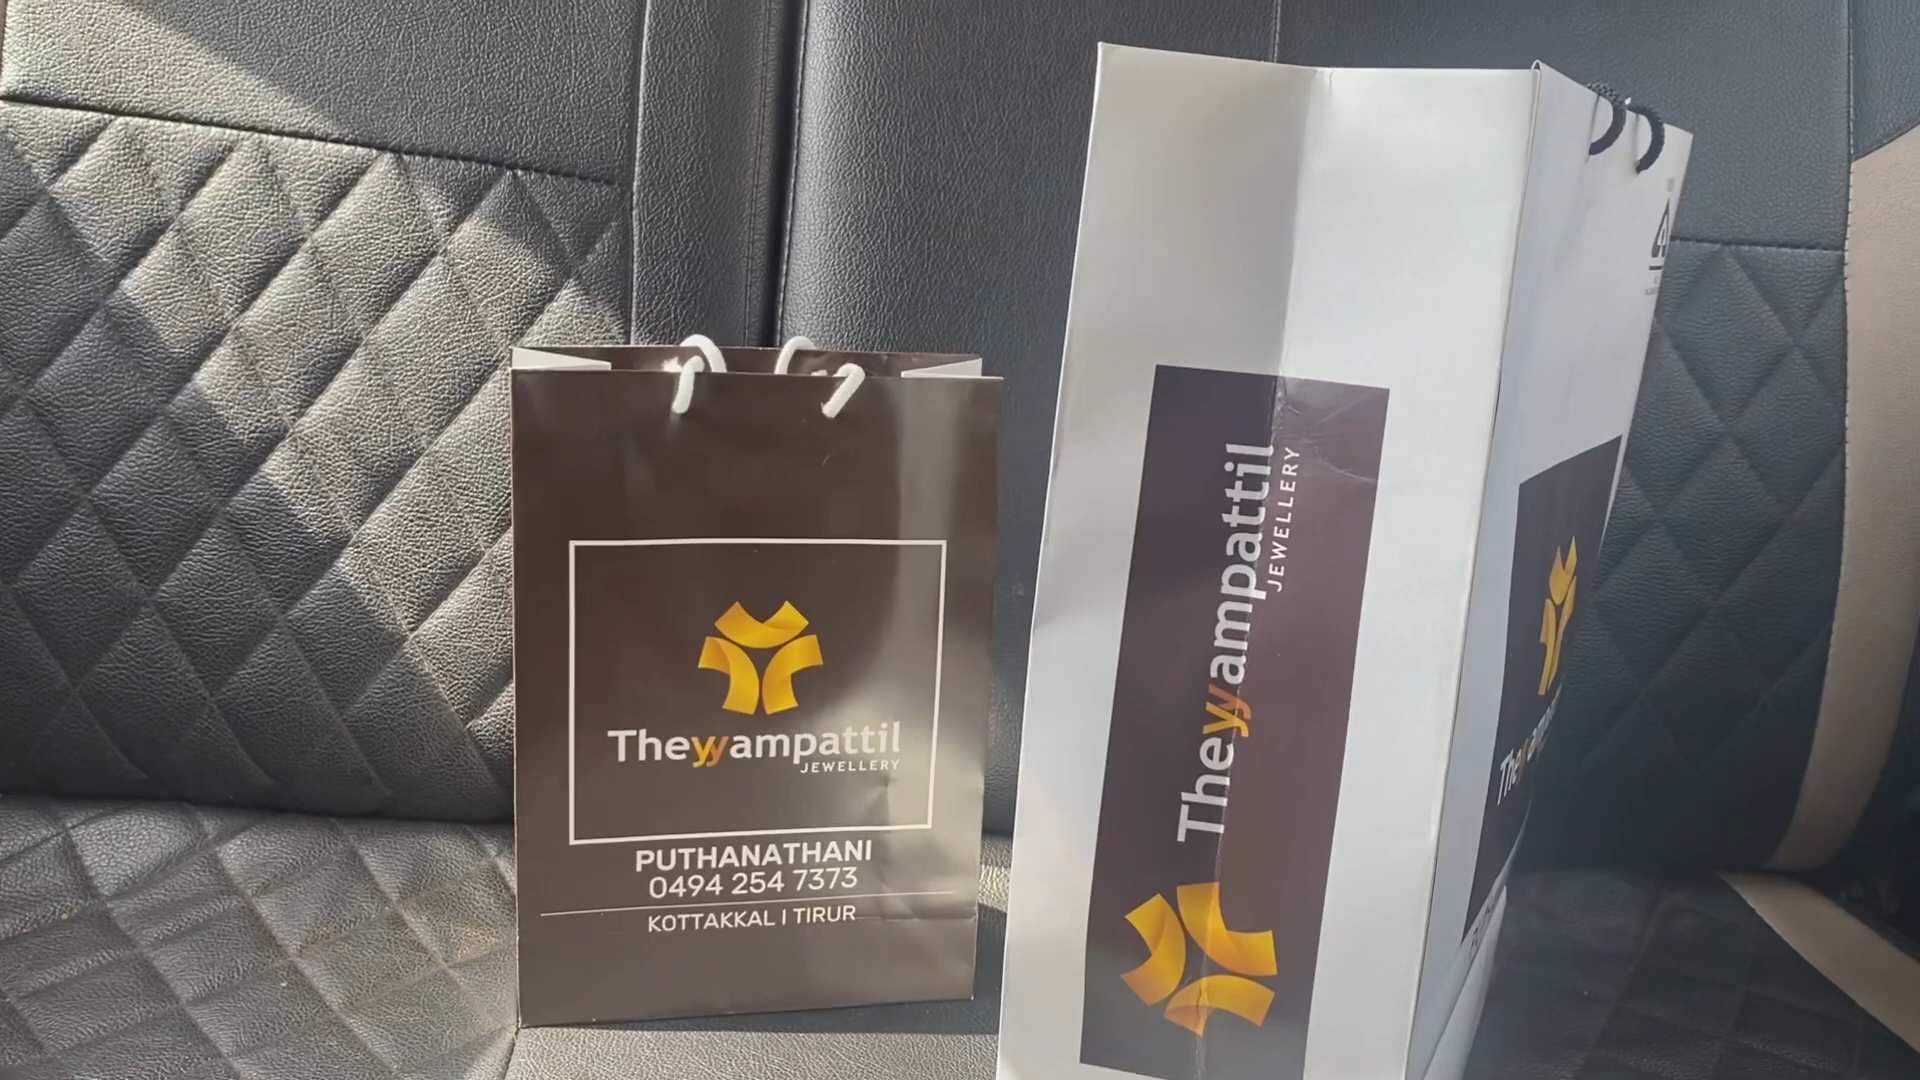 Theyyampattil
JEWELLERY
PUTHANATHANI
0494 254 7373
KOTTAKKAL | TIRUR
Theyyampattil
JEWELLERY